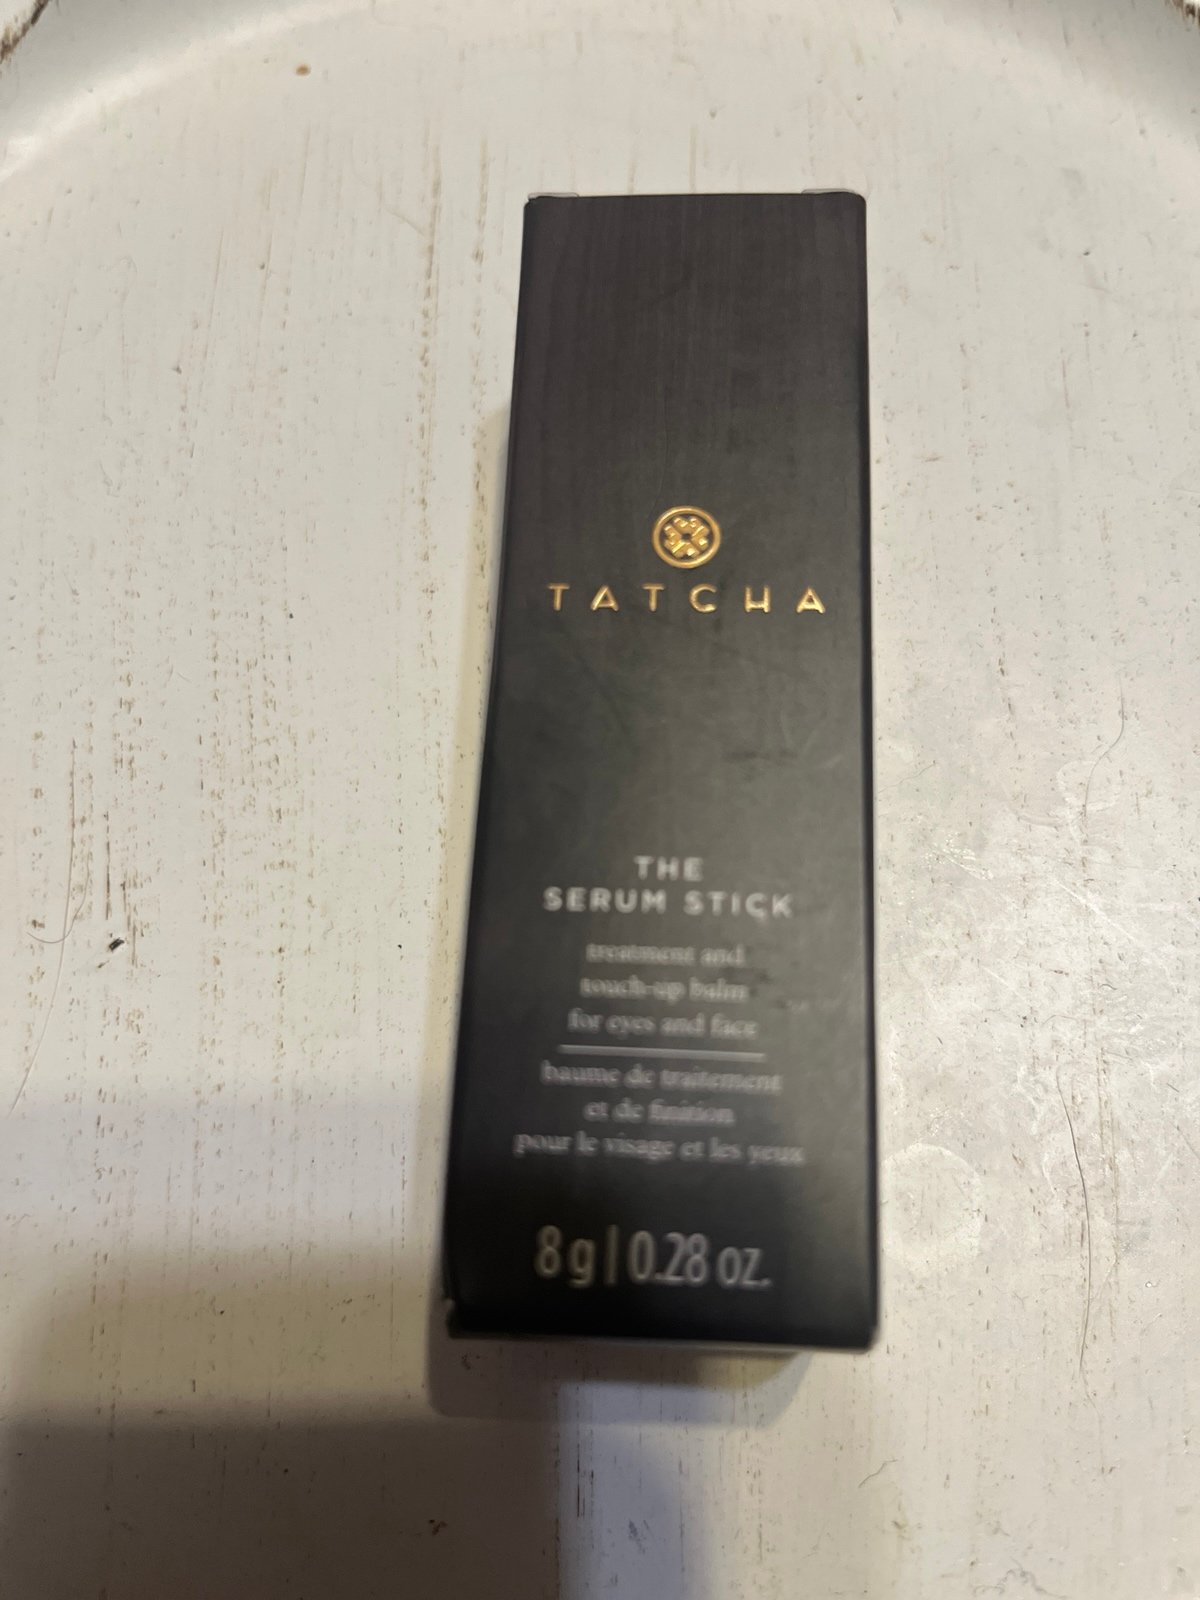 TATCHA
THE
SERUM STICK
treatment and
touch-up balm
for eyes and face
baume de traitement
et de finition
pour le visage et les yeux
8 g | 0.28 oz.